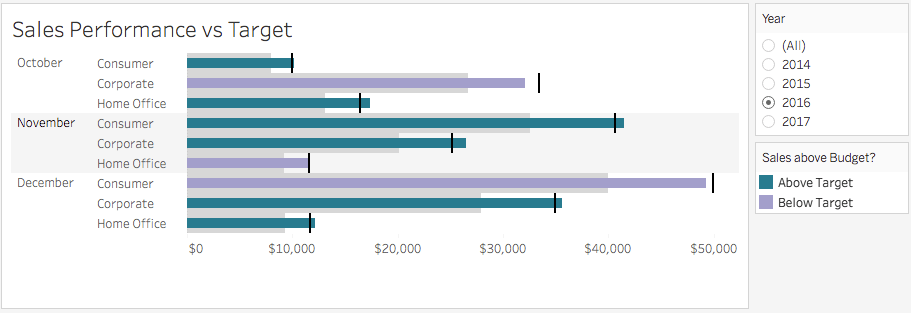 Sales Performance vs Target
October Consumer
Corporate
Home Office
November Consumer
Corporate
Home Office
December Consumer
Corporate
Home Office
$0 $10,000 $20,000 $30,000 $40,000 $50,000
Year
(All)
2014
2015
2016
2017
Sales above Budget?
Above Target
Below Target